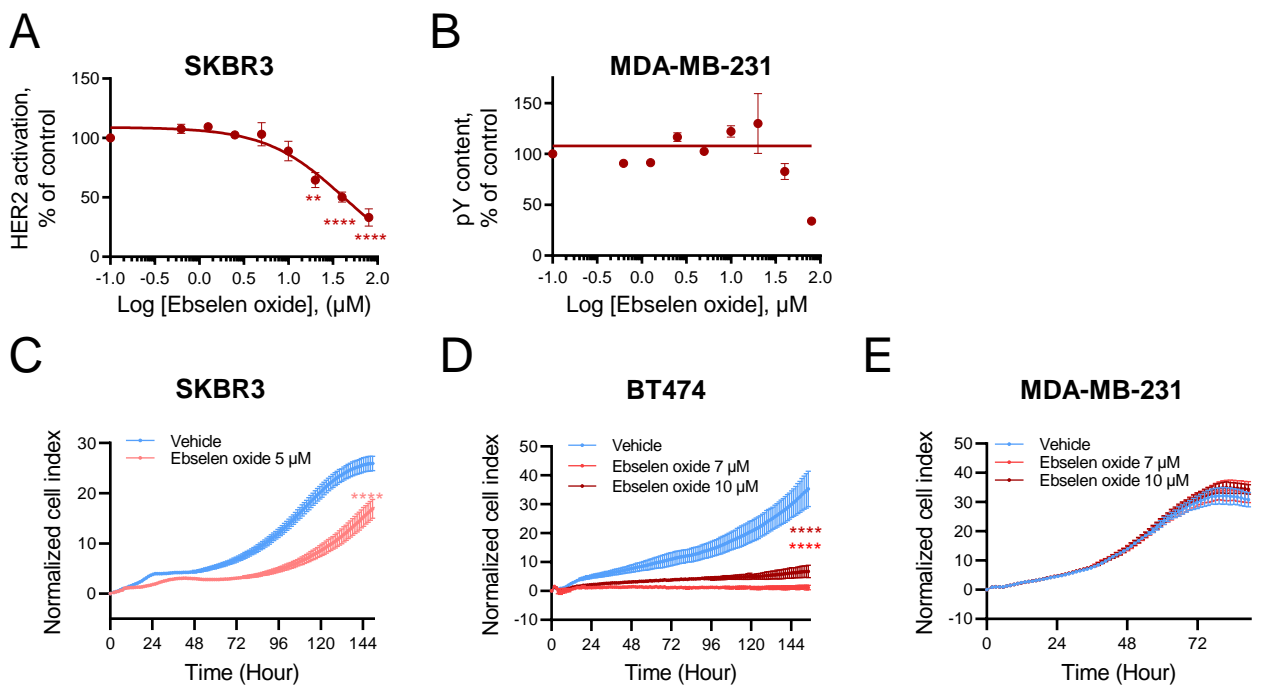 A
SKBR3
HER2 activation,
% of control
150
100
50
0
**
****
****
-1.0 -0.5 0.0 0.5 1.0 1.5 2.0
Log [Ebselen oxide], (µM)
B
MDA-MB-231
pY content,
% of control
150
100
50
0
-1.0 -0.5 0.0 0.5 1.0 1.5 2.0
Log [Ebselen oxide], µM
C
SKBR3
Normalized cell index
30
20
10
0
Vehicle
Ebselen oxide 5 µM
****
0 24 48 72 96 120 144
Time (Hour)
D
BT474
Normalized cell index
50
40
30
20
10
0
-10
Vehicle
Ebselen oxide 7 µM
Ebselen oxide 10 µM
****
****
0 24 48 72 96 120 144
Time (Hour)
E
MDA-MB-231
Normalized cell index
50
40
30
20
10
0
-10
Vehicle
Ebselen oxide 7 µM
Ebselen oxide 10 µM
0 24 48 72
Time (Hour)